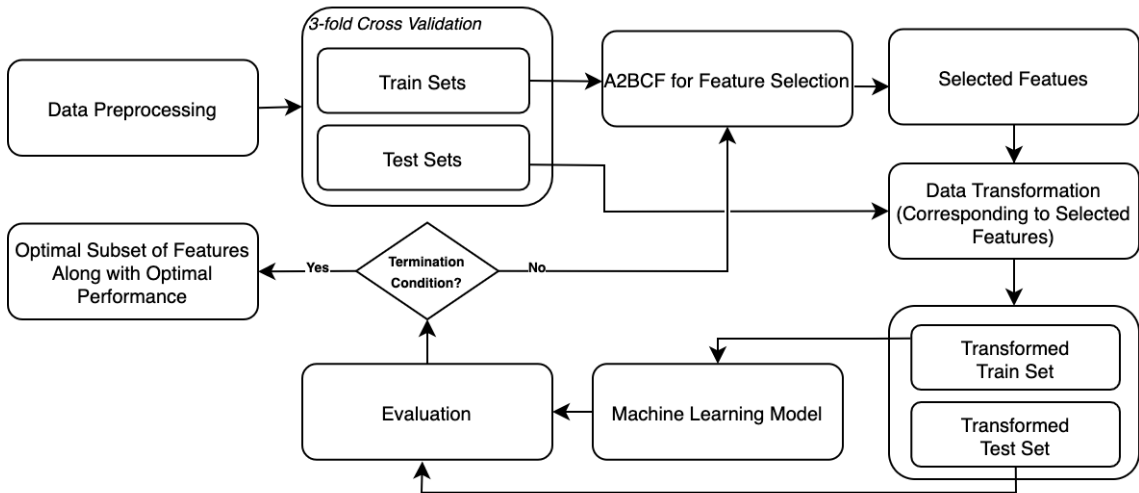 3-fold Cross Validation
Data Preprocessing
Train Sets
Test Sets
A2BCF for Feature Selection
Selected Featues
Data Transformation
(Corresponding to Selected
Features)
Optimal Subset of Features
Along with Optimal
Performance
Yes
Termination
Condition?
No
Transformed
Train Set
Transformed
Test Set
Machine Learning Model
Evaluation